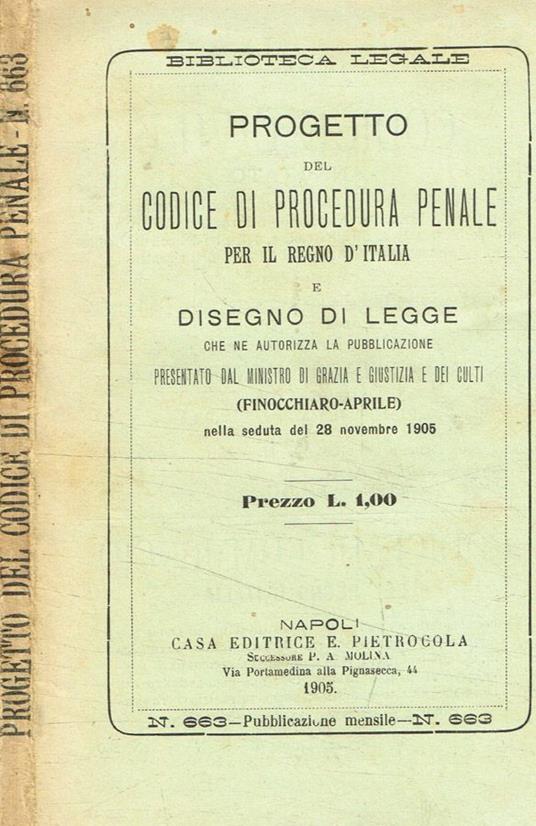 PROGETTO DEL CODICE DI PROCEDURA PENALE - N. 663
BIBLIOTECA LEGALE
PROGETTO
DEL
CODICE DI PROCEDURA PENALE
PER IL REGNO D'ITALIA
E
DISEGNO DI LEGGE
CHE NE AUTORIZZA LA PUBBLICAZIONE
PRESENTATO DAL MINISTRO DI GRAZIA E GIUSTIZIA E DEI CULTI
(FINOCCHIARO-APRILE)
nella seduta del 28 novembre 1905
Prezzo L. 1,00
NAPOLI
CASA EDITRICE E. PIETROCOLA
SUCCESSORE P. A. MOLINA
Via Portamedina alla Pignasecca, 44
1905.
N. 663—Pubblicazione mensile—N. 663